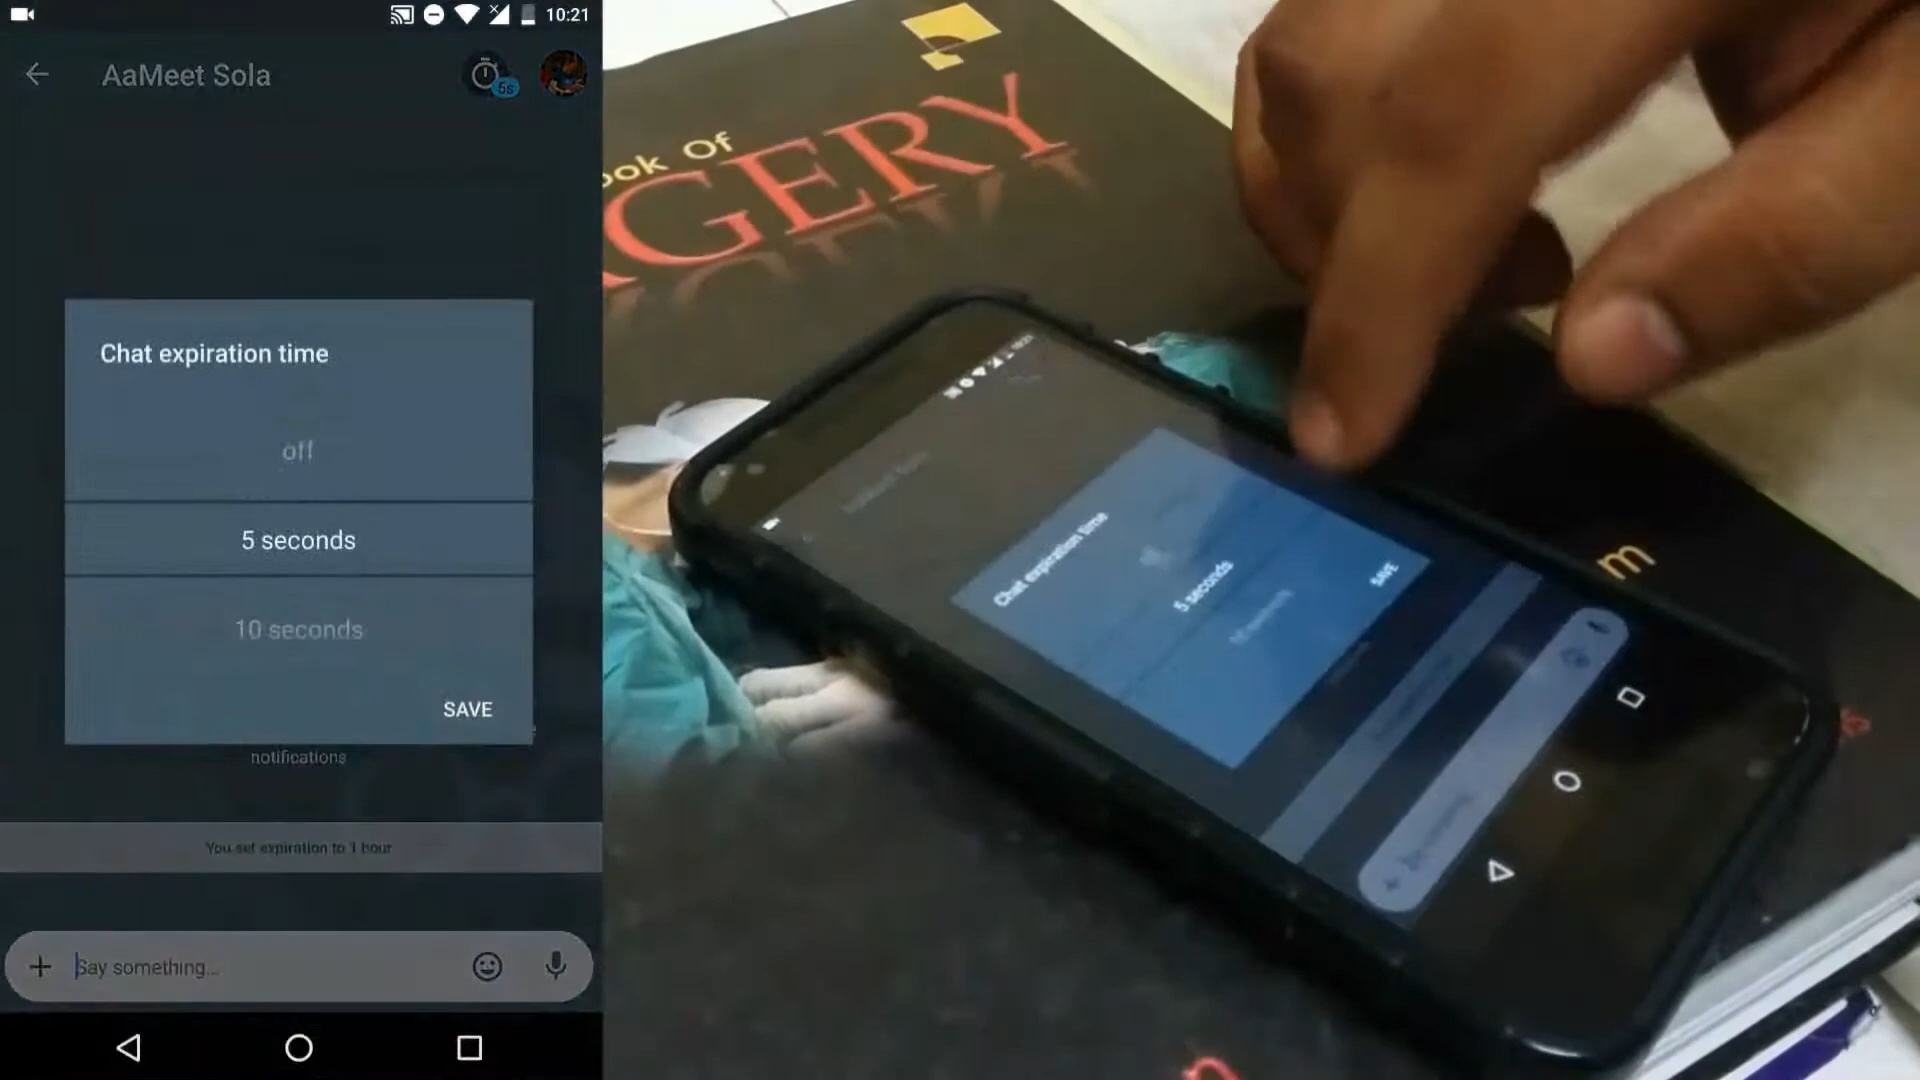 10:21
AaMeet Sola
5s
Chat expiration time
off
5 seconds
10 seconds
SAVE
notifications
You set expiration to 1 hour
Say something...
ook Of
GERY
Chat expiration time
5 seconds
SAVE
m